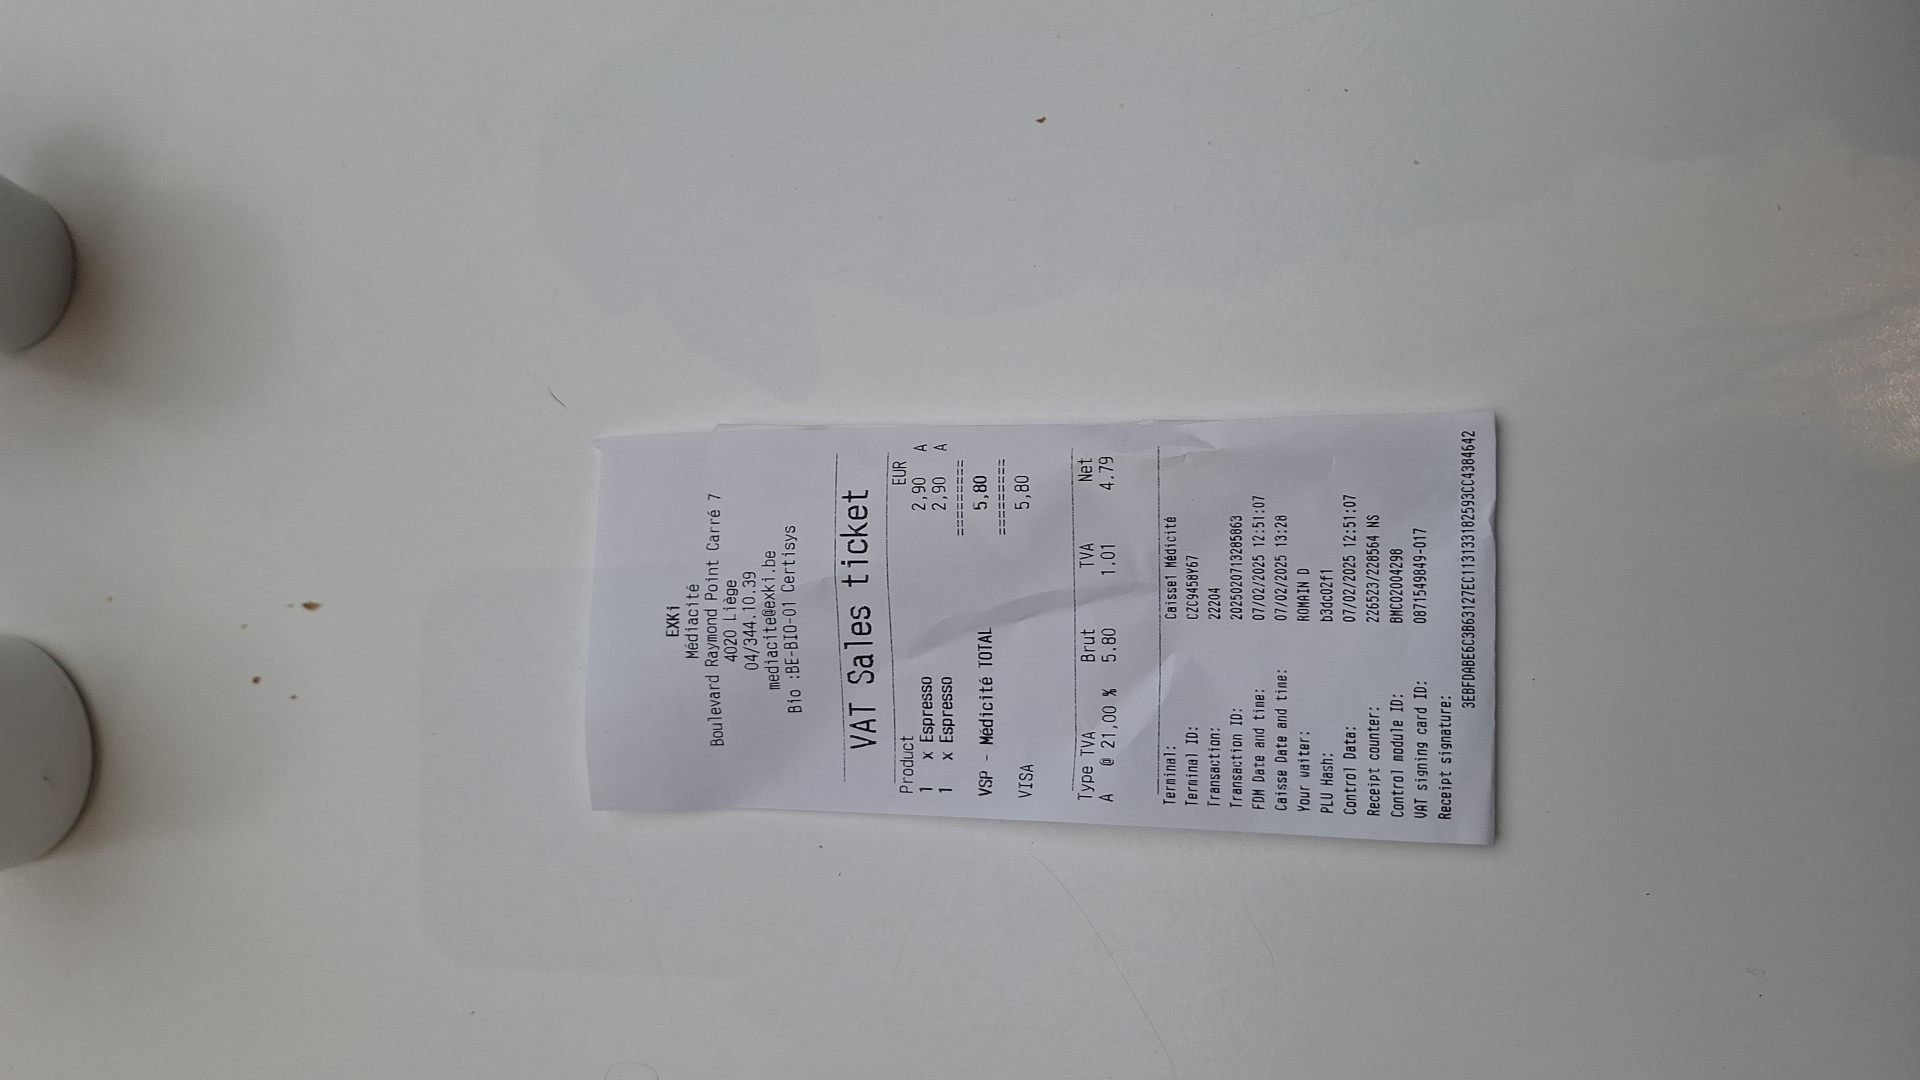 EXKi
Médiacité
Boulevard Raymond Point Carré 7
4020 Liège
04/344.10.39
mediacite@exki.be
Bio :BE-BIO-01 Certisys
VAT Sales ticket
Product EUR
1 x Espresso 2,90 A
1 x Espresso 2,90 A
=========
VSP - Médicité TOTAL 5,80
=========
VISA 5,80
Type TVA Brut TVA Net
A @ 21,00 % 5.80 1.01 4.79
Terminal: Caisse1 Médicité
Terminal ID: CZC9458Y67
Transaction: 22204
Transaction ID: 20250207132858​63
FDM Date and time: 07/02/2025 12:51:07
Caisse Date and time: 07/02/2025 13:28
Your waiter: ROMAIN D
PLU Hash: b3dc02f1
Control Data: 07/02/2025 12:51:07
Receipt counter: 226523/228564 NS
Control module ID: BMC02004298
VAT signing card ID: 0871549849-017
Receipt signature:
3EBFDABE6C3B63127EC1131331B2593CC4384642